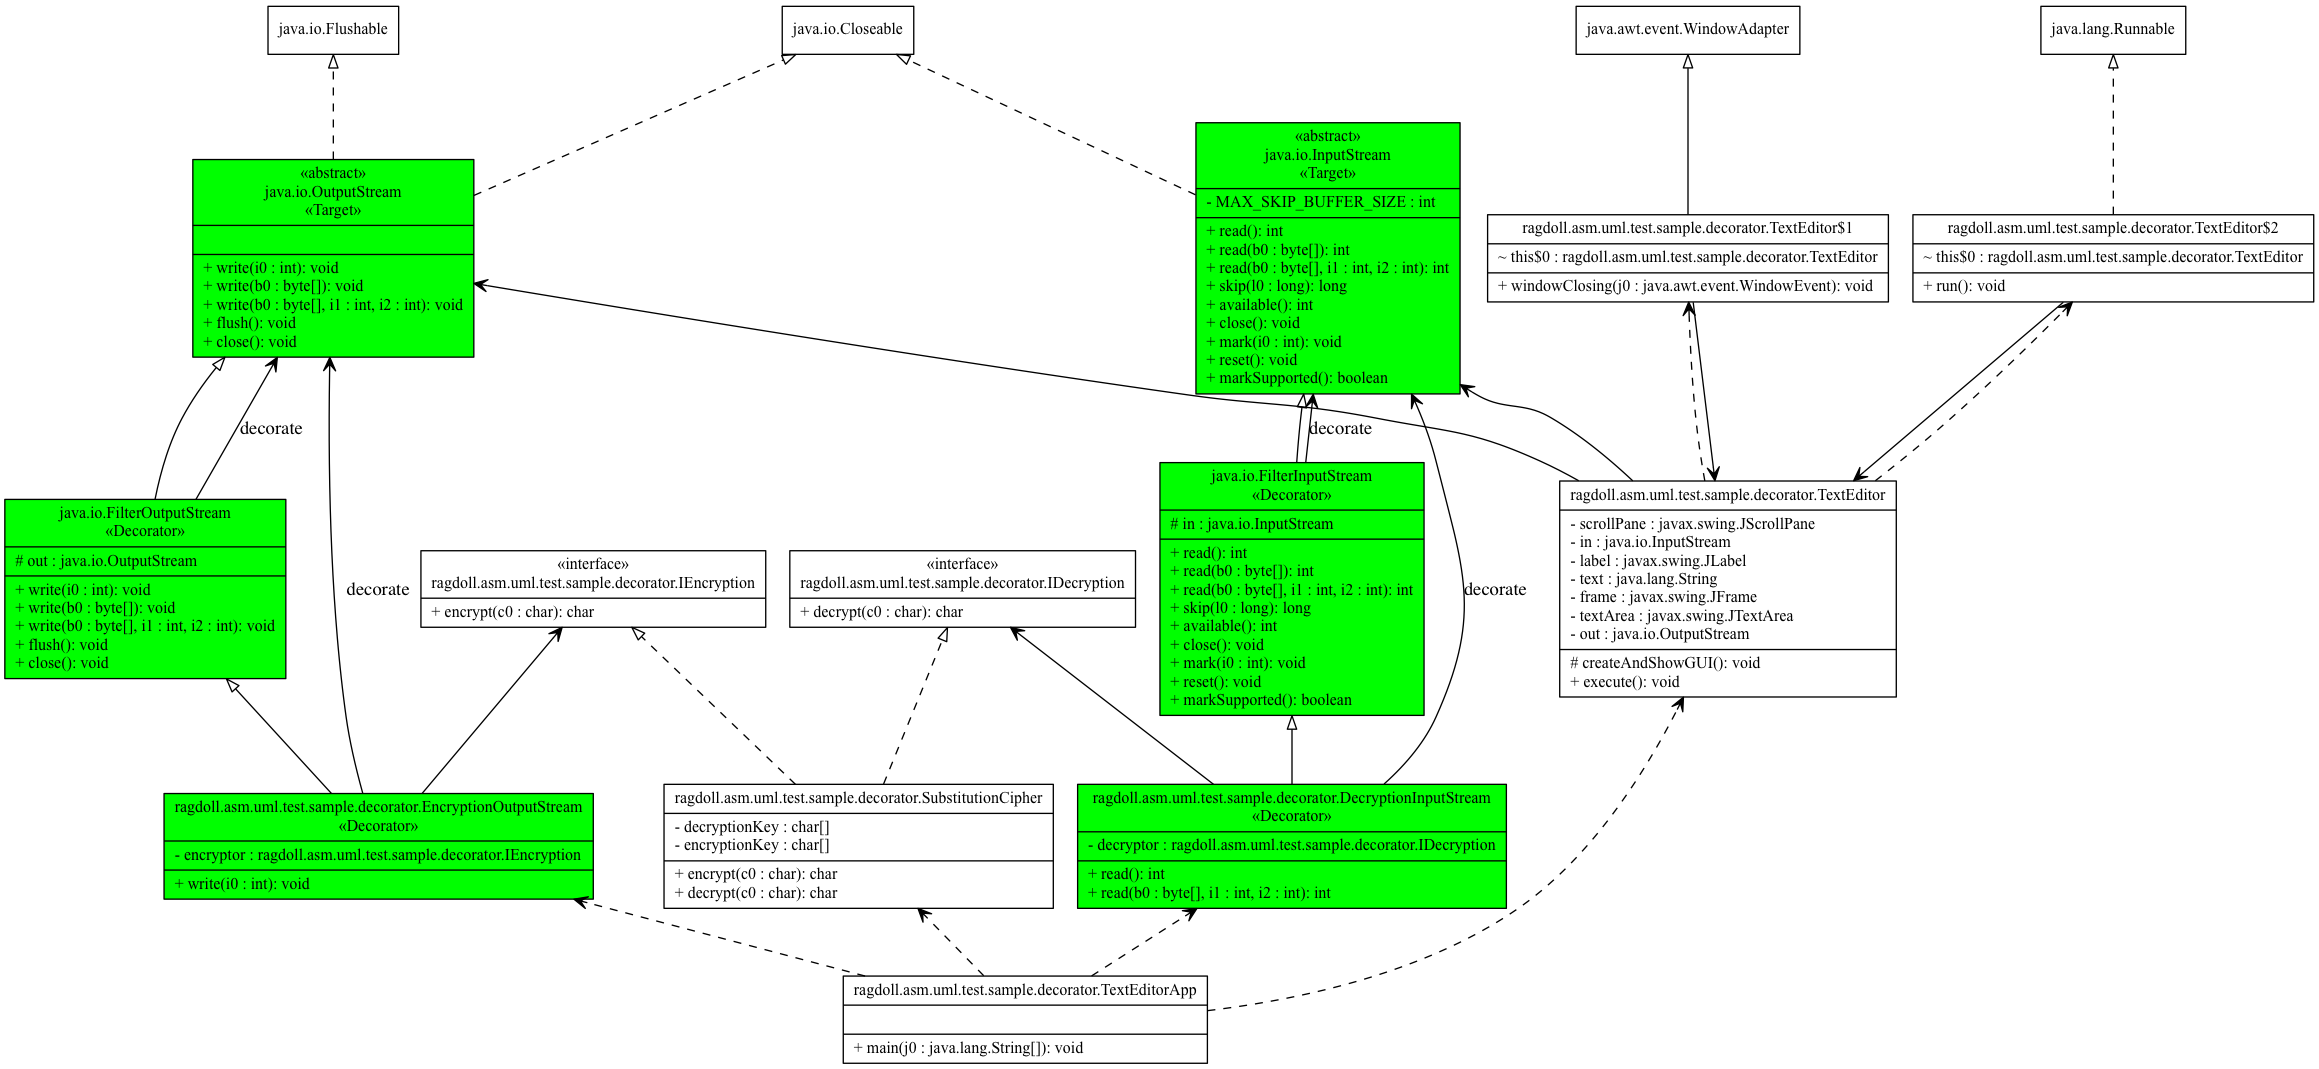 java.io.Flushable
java.io.Closeable
java.awt.event.WindowAdapter
java.lang.Runnable
«abstract»
java.io.OutputStream
«Target»
+ write(i0 : int): void
+ write(b0 : byte[]): void
+ write(b0 : byte[], i1 : int, i2 : int): void
+ flush(): void
+ close(): void
«abstract»
java.io.InputStream
«Target»
- MAX_SKIP_BUFFER_SIZE : int
+ read(): int
+ read(b0 : byte[]): int
+ read(b0 : byte[], i1 : int, i2 : int): int
+ skip(l0 : long): long
+ available(): int
+ close(): void
+ mark(i0 : int): void
+ reset(): void
+ markSupported(): boolean
ragdoll.asm.uml.test.sample.decorator.TextEditor$1
~ this$0 : ragdoll.asm.uml.test.sample.decorator.TextEditor
+ windowClosing(j0 : java.awt.event.WindowEvent): void
ragdoll.asm.uml.test.sample.decorator.TextEditor$2
~ this$0 : ragdoll.asm.uml.test.sample.decorator.TextEditor
+ run(): void
decorate
decorate
java.io.FilterOutputStream
«Decorator»
# out : java.io.OutputStream
+ write(i0 : int): void
+ write(b0 : byte[]): void
+ write(b0 : byte[], i1 : int, i2 : int): void
+ flush(): void
+ close(): void
decorate
«interface»
ragdoll.asm.uml.test.sample.decorator.IEncryption
+ encrypt(c0 : char): char
«interface»
ragdoll.asm.uml.test.sample.decorator.IDecryption
+ decrypt(c0 : char): char
java.io.FilterInputStream
«Decorator»
# in : java.io.InputStream
+ read(): int
+ read(b0 : byte[]): int
+ read(b0 : byte[], i1 : int, i2 : int): int
+ skip(l0 : long): long
+ available(): int
+ close(): void
+ mark(i0 : int): void
+ reset(): void
+ markSupported(): boolean
decorate
ragdoll.asm.uml.test.sample.decorator.TextEditor
- scrollPane : javax.swing.JScrollPane
- in : java.io.InputStream
- label : javax.swing.JLabel
- text : java.lang.String
- frame : javax.swing.JFrame
- textArea : javax.swing.JTextArea
- out : java.io.OutputStream
# createAndShowGUI(): void
+ execute(): void
ragdoll.asm.uml.test.sample.decorator.EncryptionOutputStream
«Decorator»
- encryptor : ragdoll.asm.uml.test.sample.decorator.IEncryption
+ write(i0 : int): void
ragdoll.asm.uml.test.sample.decorator.SubstitutionCipher
- decryptionKey : char[]
- encryptionKey : char[]
+ encrypt(c0 : char): char
+ decrypt(c0 : char): char
ragdoll.asm.uml.test.sample.decorator.DecryptionInputStream
«Decorator»
- decryptor : ragdoll.asm.uml.test.sample.decorator.IDecryption
+ read(): int
+ read(b0 : byte[], i1 : int, i2 : int): int
ragdoll.asm.uml.test.sample.decorator.TextEditorApp
+ main(j0 : java.lang.String[]): void